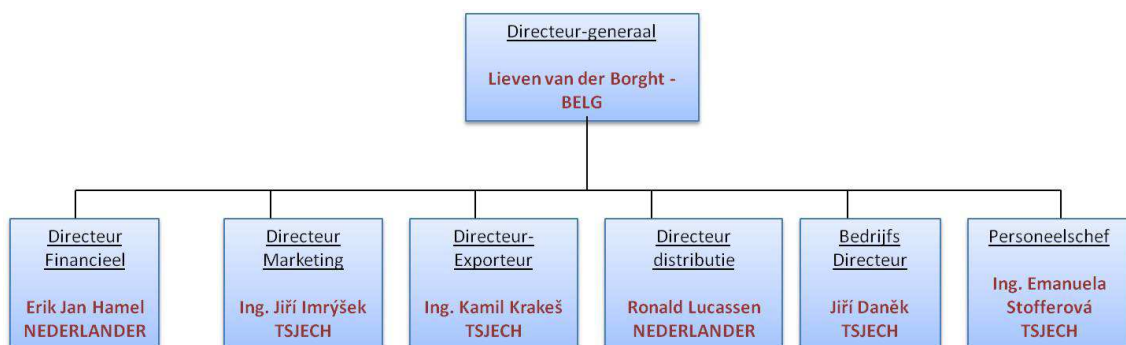 Directeur-generaal
Lieven van der Borght -
BELG
Directeur
Financieel
Erik Jan Hamel
NEDERLANDER
Directeur
Marketing
Ing. Jiří Imrýšek
TSJECH
Directeur-
Exporteur
Ing. Kamil Krakeš
TSJECH
Directeur
distributie
Ronald Lucassen
NEDERLANDER
Bedrijfs
Directeur
Jiří Daněk
TSJECH
Personeelschef
Ing. Emanuela
Stofferová
TSJECH